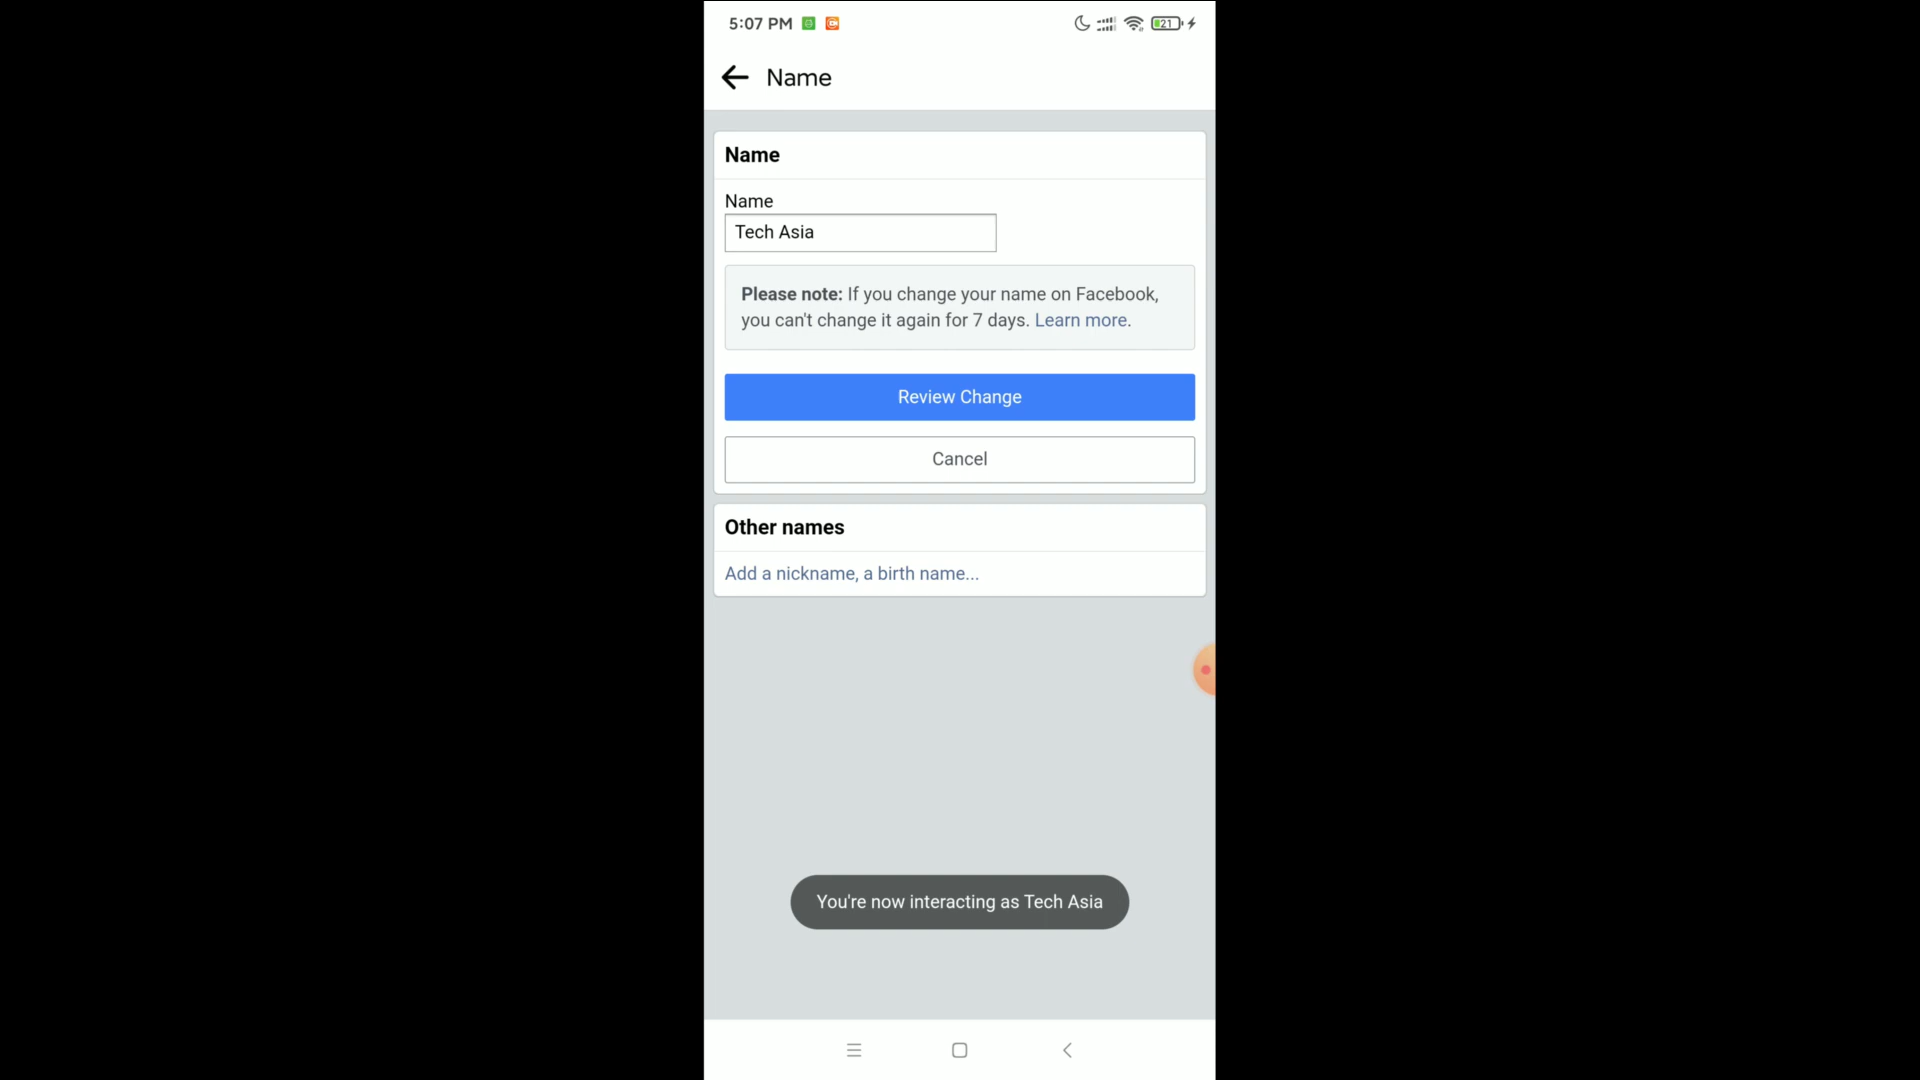 5:07 PM
21
Name
Name
Name
Tech Asia
Please note: If you change your name on Facebook,
you can't change it again for 7 days. Learn more.
Review Change
Cancel
Other names
Add a nickname, a birth name...
You're now interacting as Tech Asia